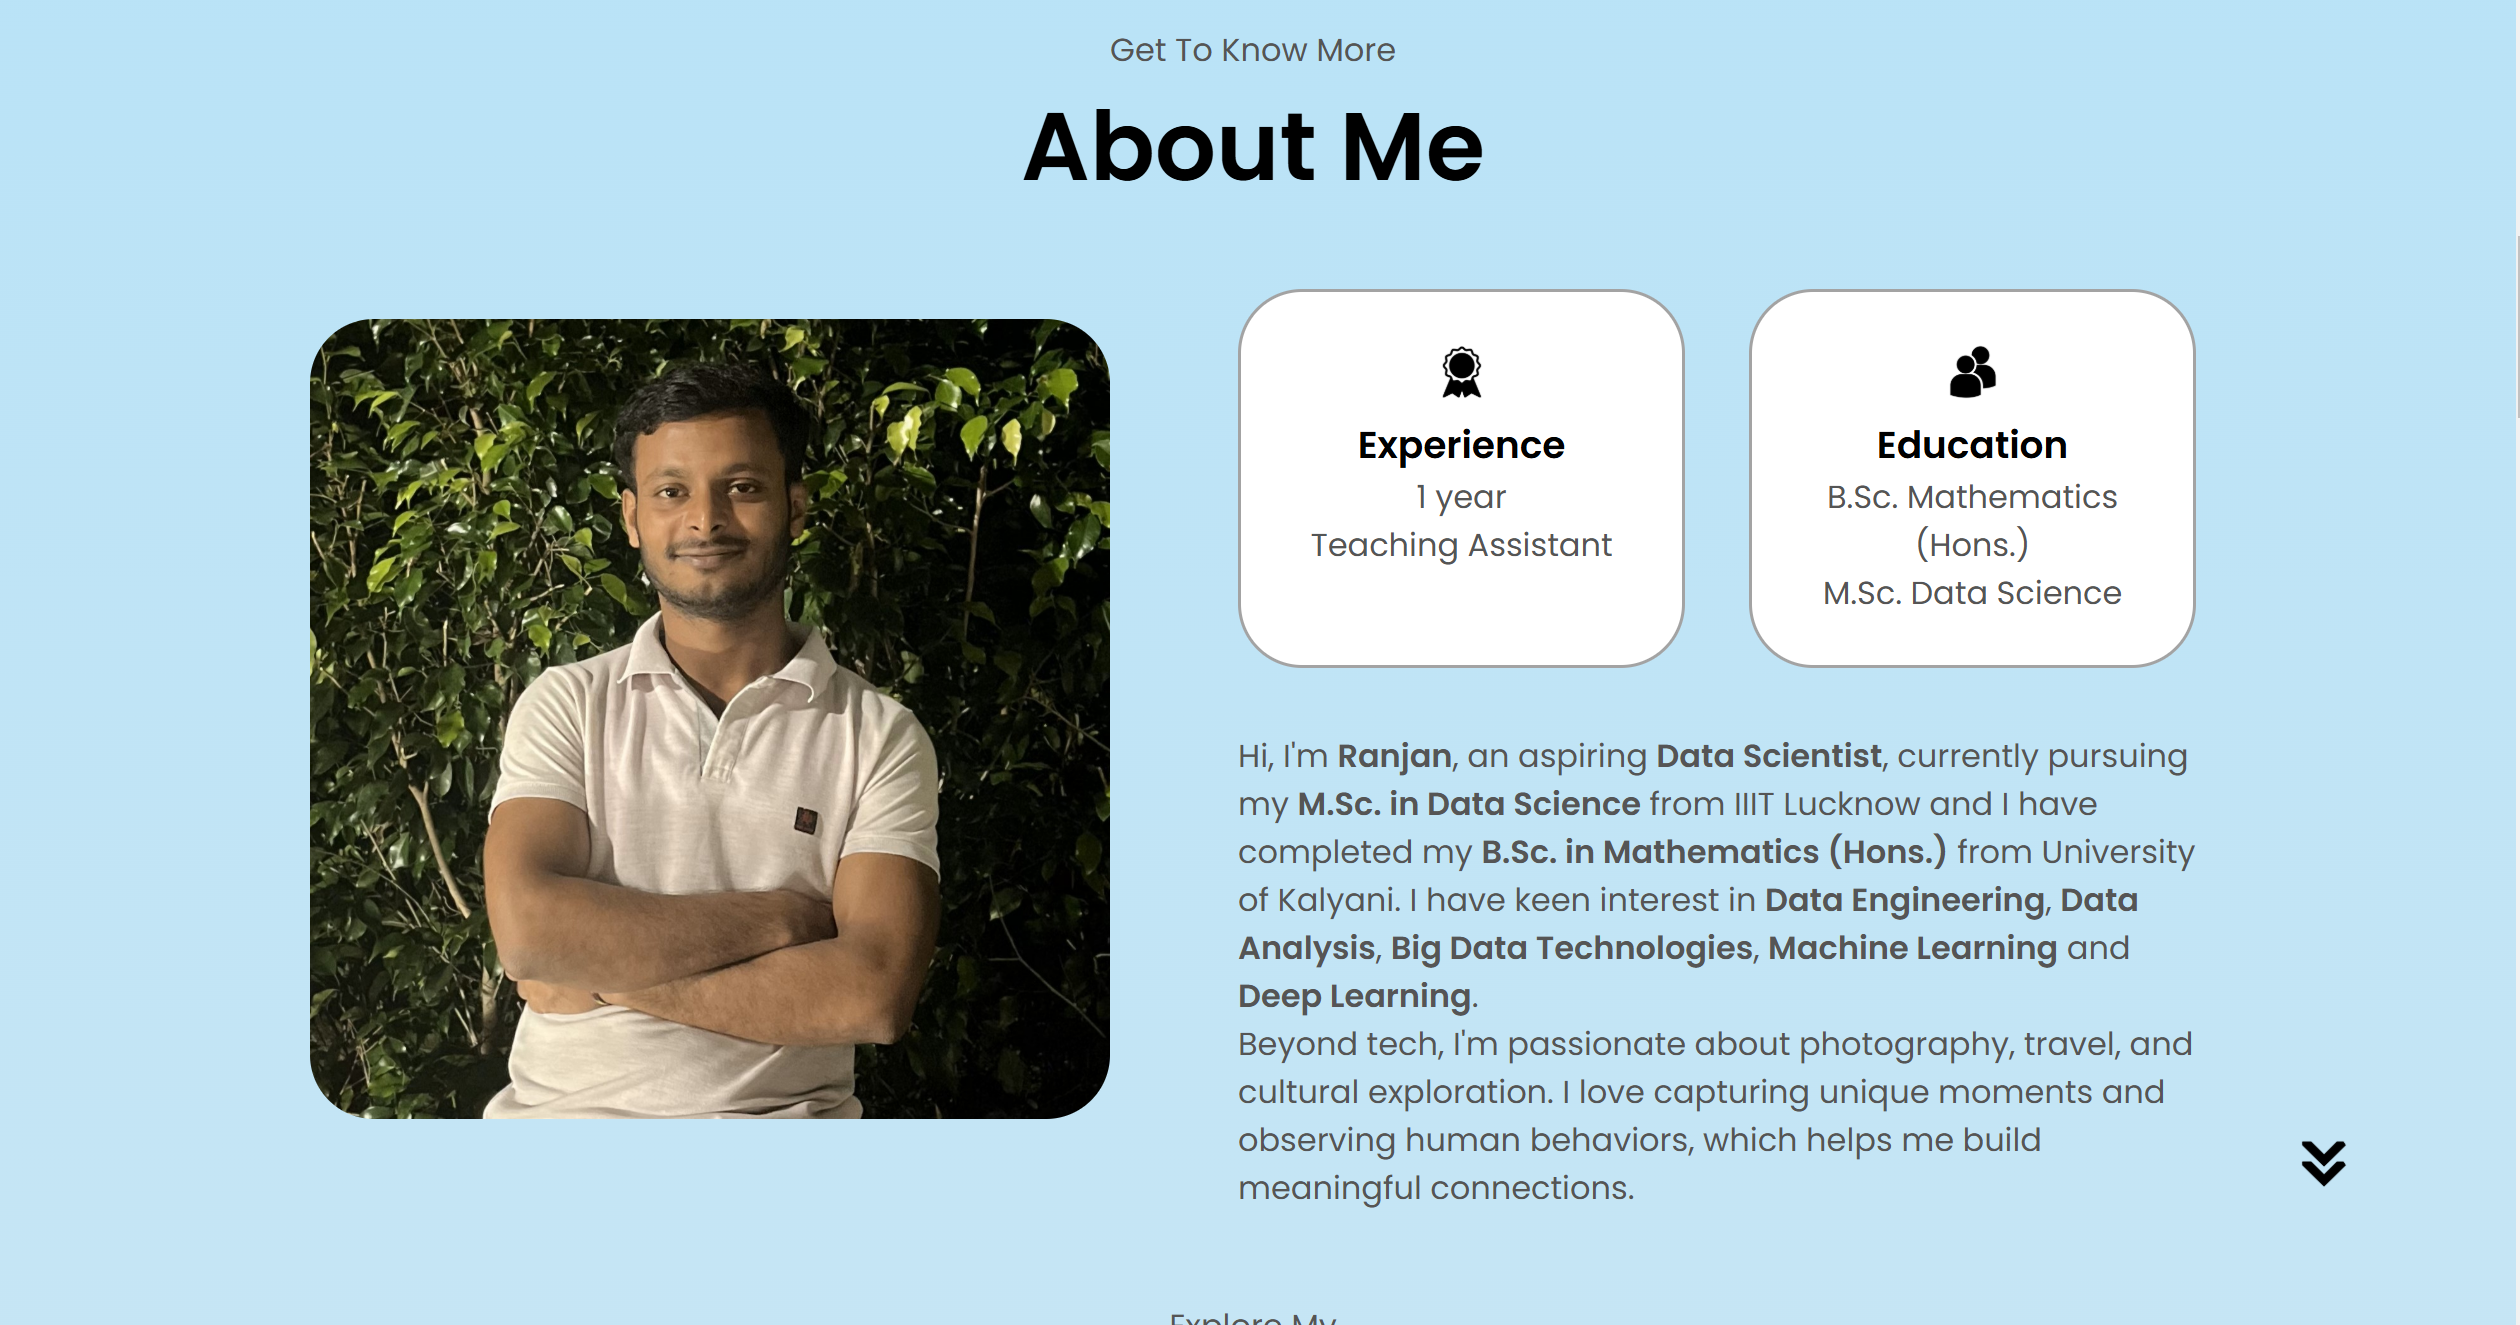 Get To Know More
About Me
Experience
1 year
Teaching Assistant
Education
B.Sc. Mathematics
(Hons.)
M.Sc. Data Science
Hi, I'm Ranjan, an aspiring Data Scientist, currently pursuing
my M.Sc. in Data Science from IIIT Lucknow and I have
completed my B.Sc. in Mathematics (Hons.) from University
of Kalyani. I have keen interest in Data Engineering, Data
Analysis, Big Data Technologies, Machine Learning and
Deep Learning.
Beyond tech, I'm passionate about photography, travel, and
cultural exploration. I love capturing unique moments and
observing human behaviors, which helps me build
meaningful connections.
Explore My